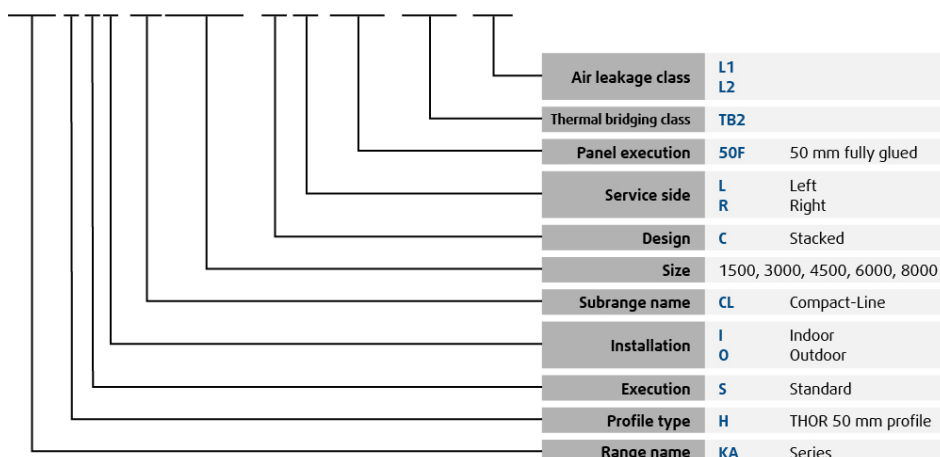 Air leakage class L1
L2
Thermal bridging class TB2
Panel execution 50F 50 mm fully glued
Service side L Left
R Right
Design C Stacked
Size 1500, 3000, 4500, 6000, 8000
Subrange name CL Compact-Line
Installation I Indoor
O Outdoor
Execution S Standard
Profile type H THOR 50 mm profile
Range name KA Series